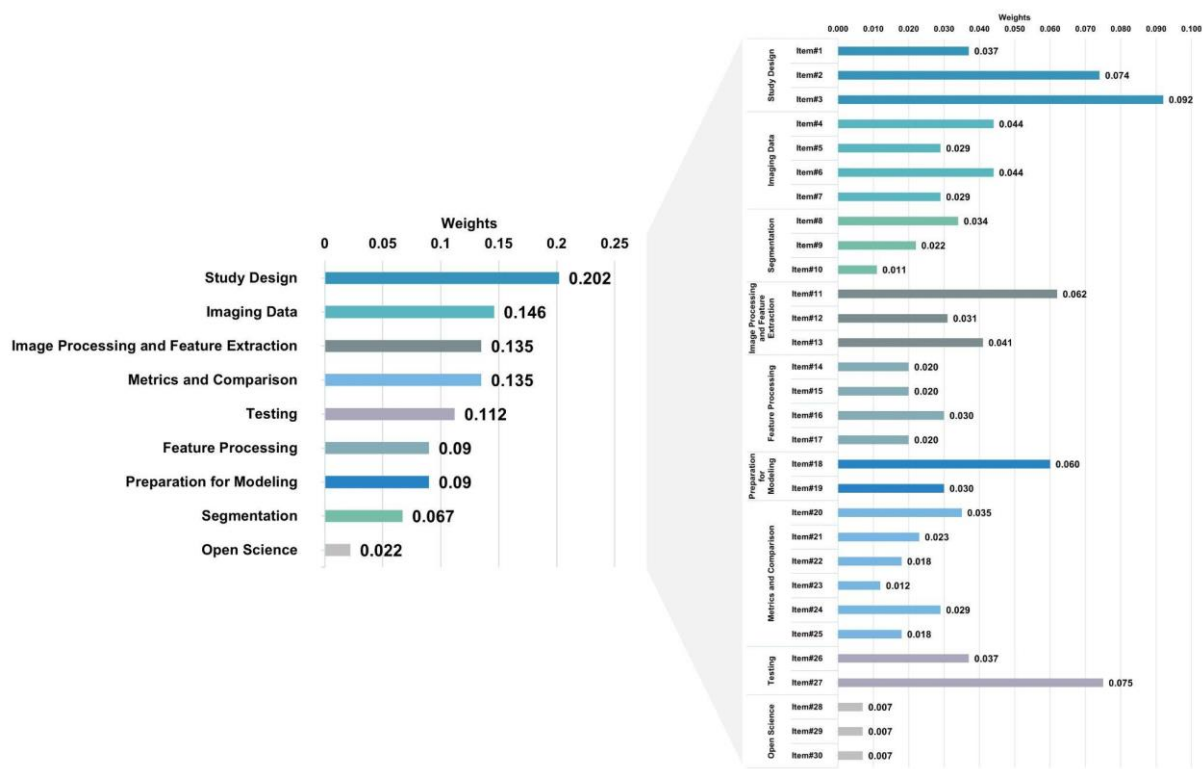 Weights
0 0.05 0.1 0.15 0.2 0.25
Study Design 0.202
Imaging Data 0.146
Image Processing and Feature Extraction 0.135
Metrics and Comparison 0.135
Testing 0.112
Feature Processing 0.09
Preparation for Modeling 0.09
Segmentation 0.067
Open Science 0.022
Weights
0.000 0.010 0.020 0.030 0.040 0.050 0.060 0.070 0.080 0.090 0.100
Study Design
Item#1 0.037
Item#2 0.074
Item#3 0.092
Imaging Data
Item#4 0.044
Item#5 0.029
Item#6 0.044
Item#7 0.029
Segmentation
Item#8 0.034
Item#9 0.022
Item#10 0.011
Image Processing
and Feature
Extraction
Item#11 0.062
Item#12 0.031
Item#13 0.041
Feature Processing
Item#14 0.020
Item#15 0.020
Item#16 0.030
Item#17 0.020
Preparation
for
Modeling
Item#18 0.060
Item#19 0.030
Metrics and Comparison
Item#20 0.035
Item#21 0.023
Item#22 0.018
Item#23 0.012
Item#24 0.029
Item#25 0.018
Testing
Item#26 0.037
Item#27 0.075
Open Science
Item#28 0.007
Item#29 0.007
Item#30 0.007